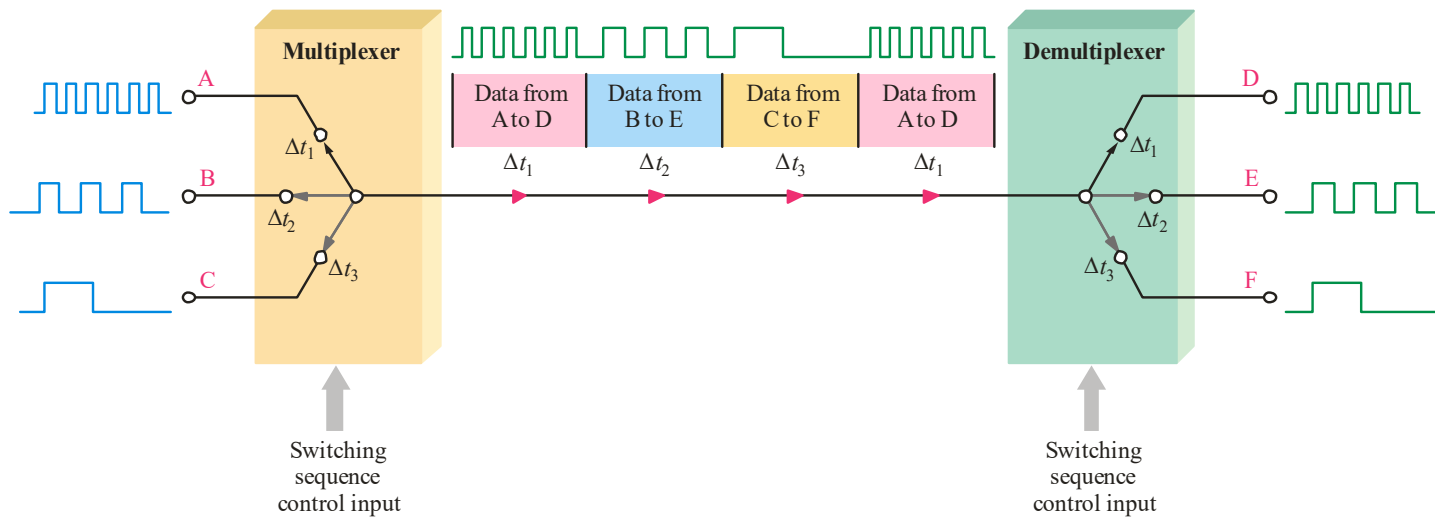 Multiplexer
Demultiplexer
A
B
C
Δt₁
Δt₂
Δt₃
Data from
A to D
Data from
B to E
Data from
C to F
Data from
A to D
Δt₁
Δt₂
Δt₃
Δt₁
D
E
F
Δt₁
Δt₂
Δt₃
Switching
sequence
control input
Switching
sequence
control input